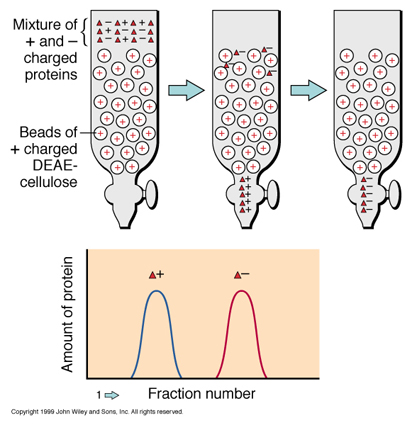 Mixture of
+ and −
charged
proteins
Beads of
+ charged
DEAE-
cellulose
+
−
Amount of protein
1
Fraction number
Copyright 1999 John Wiley and Sons, Inc. All rights reserved.